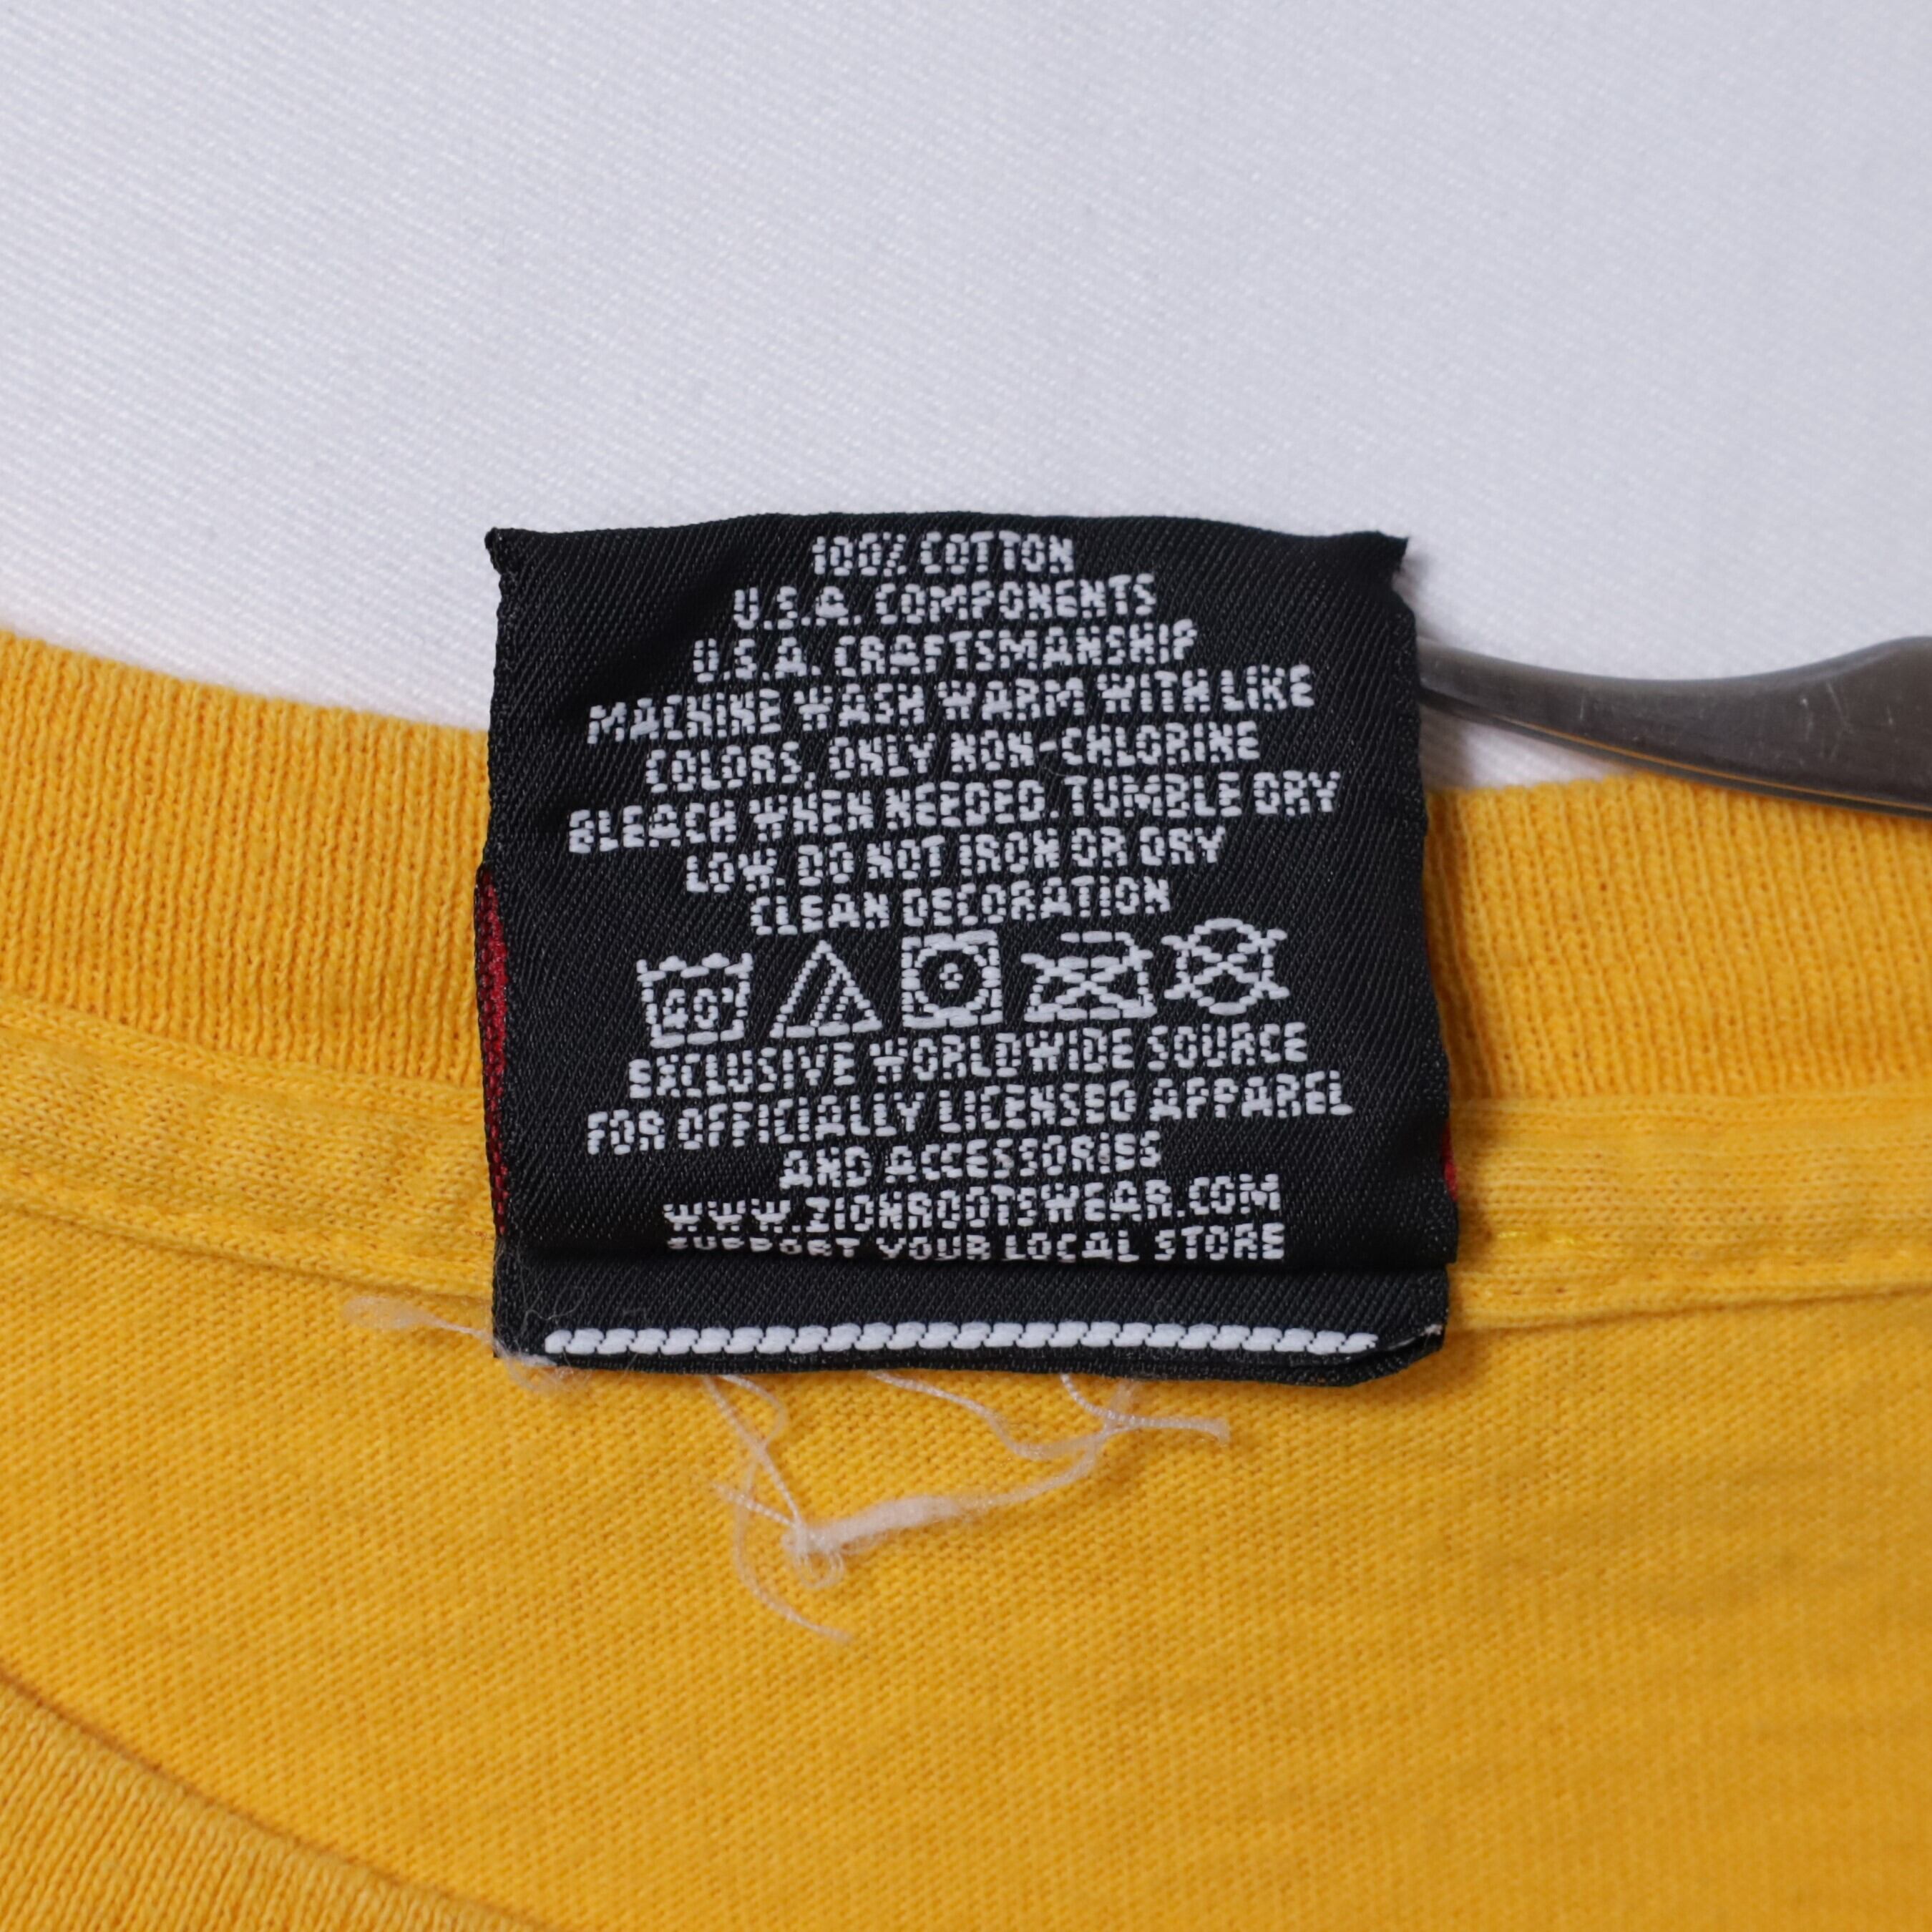 100% COTTON
U.S.A. COMPONENTS
U.S.A. CRAFTSMANSHIP
MACHINE WASH WARM WITH LIKE
COLORS, ONLY NON-CHLORINE
BLEACH WHEN NEEDED. TUMBLE DRY
LOW. DO NOT IRON OR DRY
CLEAN DECORATION
40°
EXCLUSIVE WORLDWIDE SOURCE
FOR OFFICIALLY LICENSED APPAREL
AND ACCESSORIES
WWW.ZIONROOTSWEAR.COM
SUPPORT YOUR LOCAL STORE